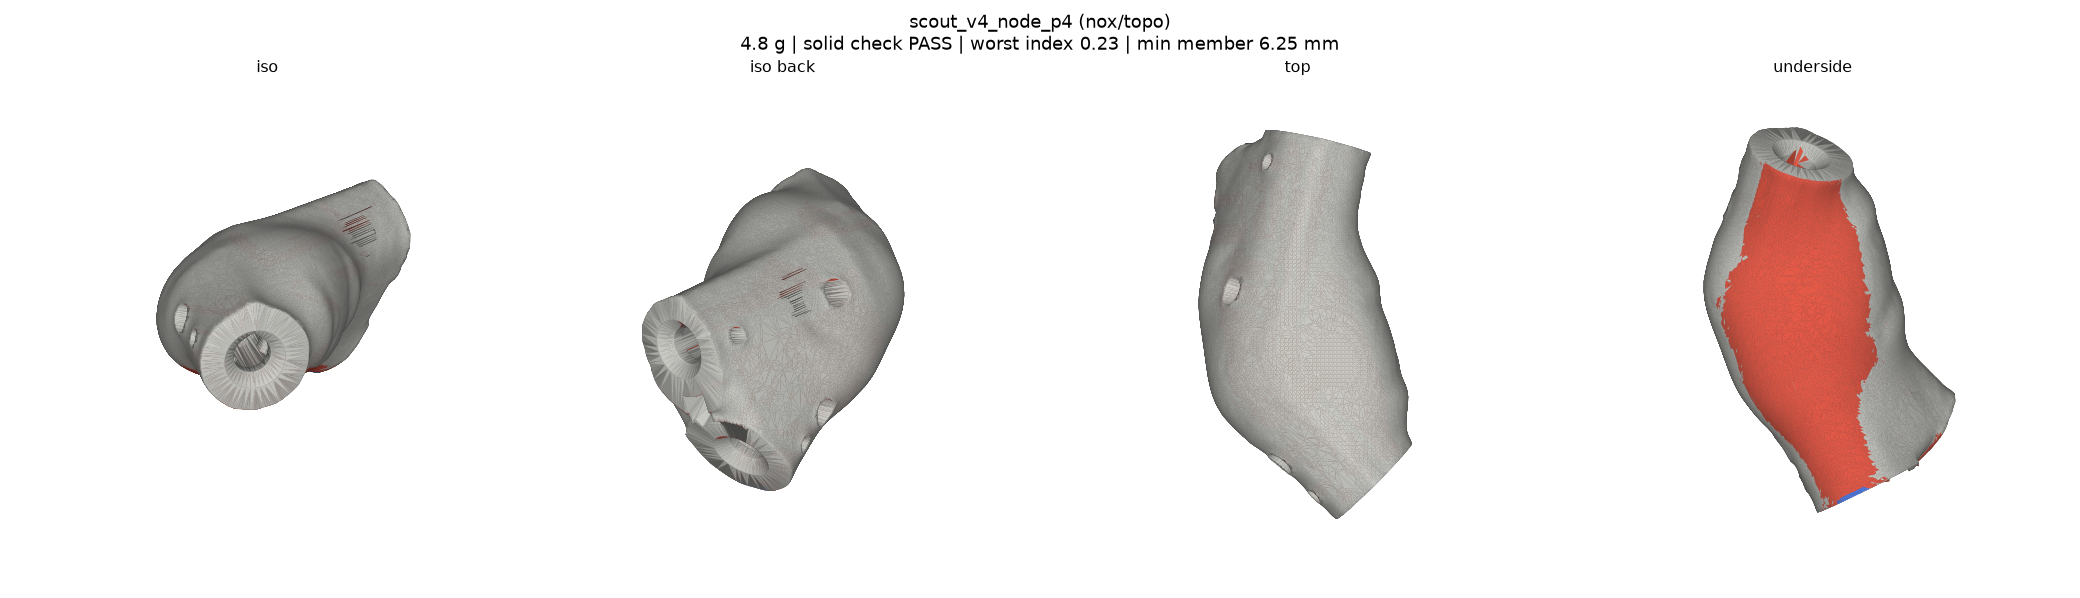 scout_v4_node_p4 (nox/topo)
4.8 g | solid check PASS | worst index 0.23 | min member 6.25 mm
iso
iso back
top
underside